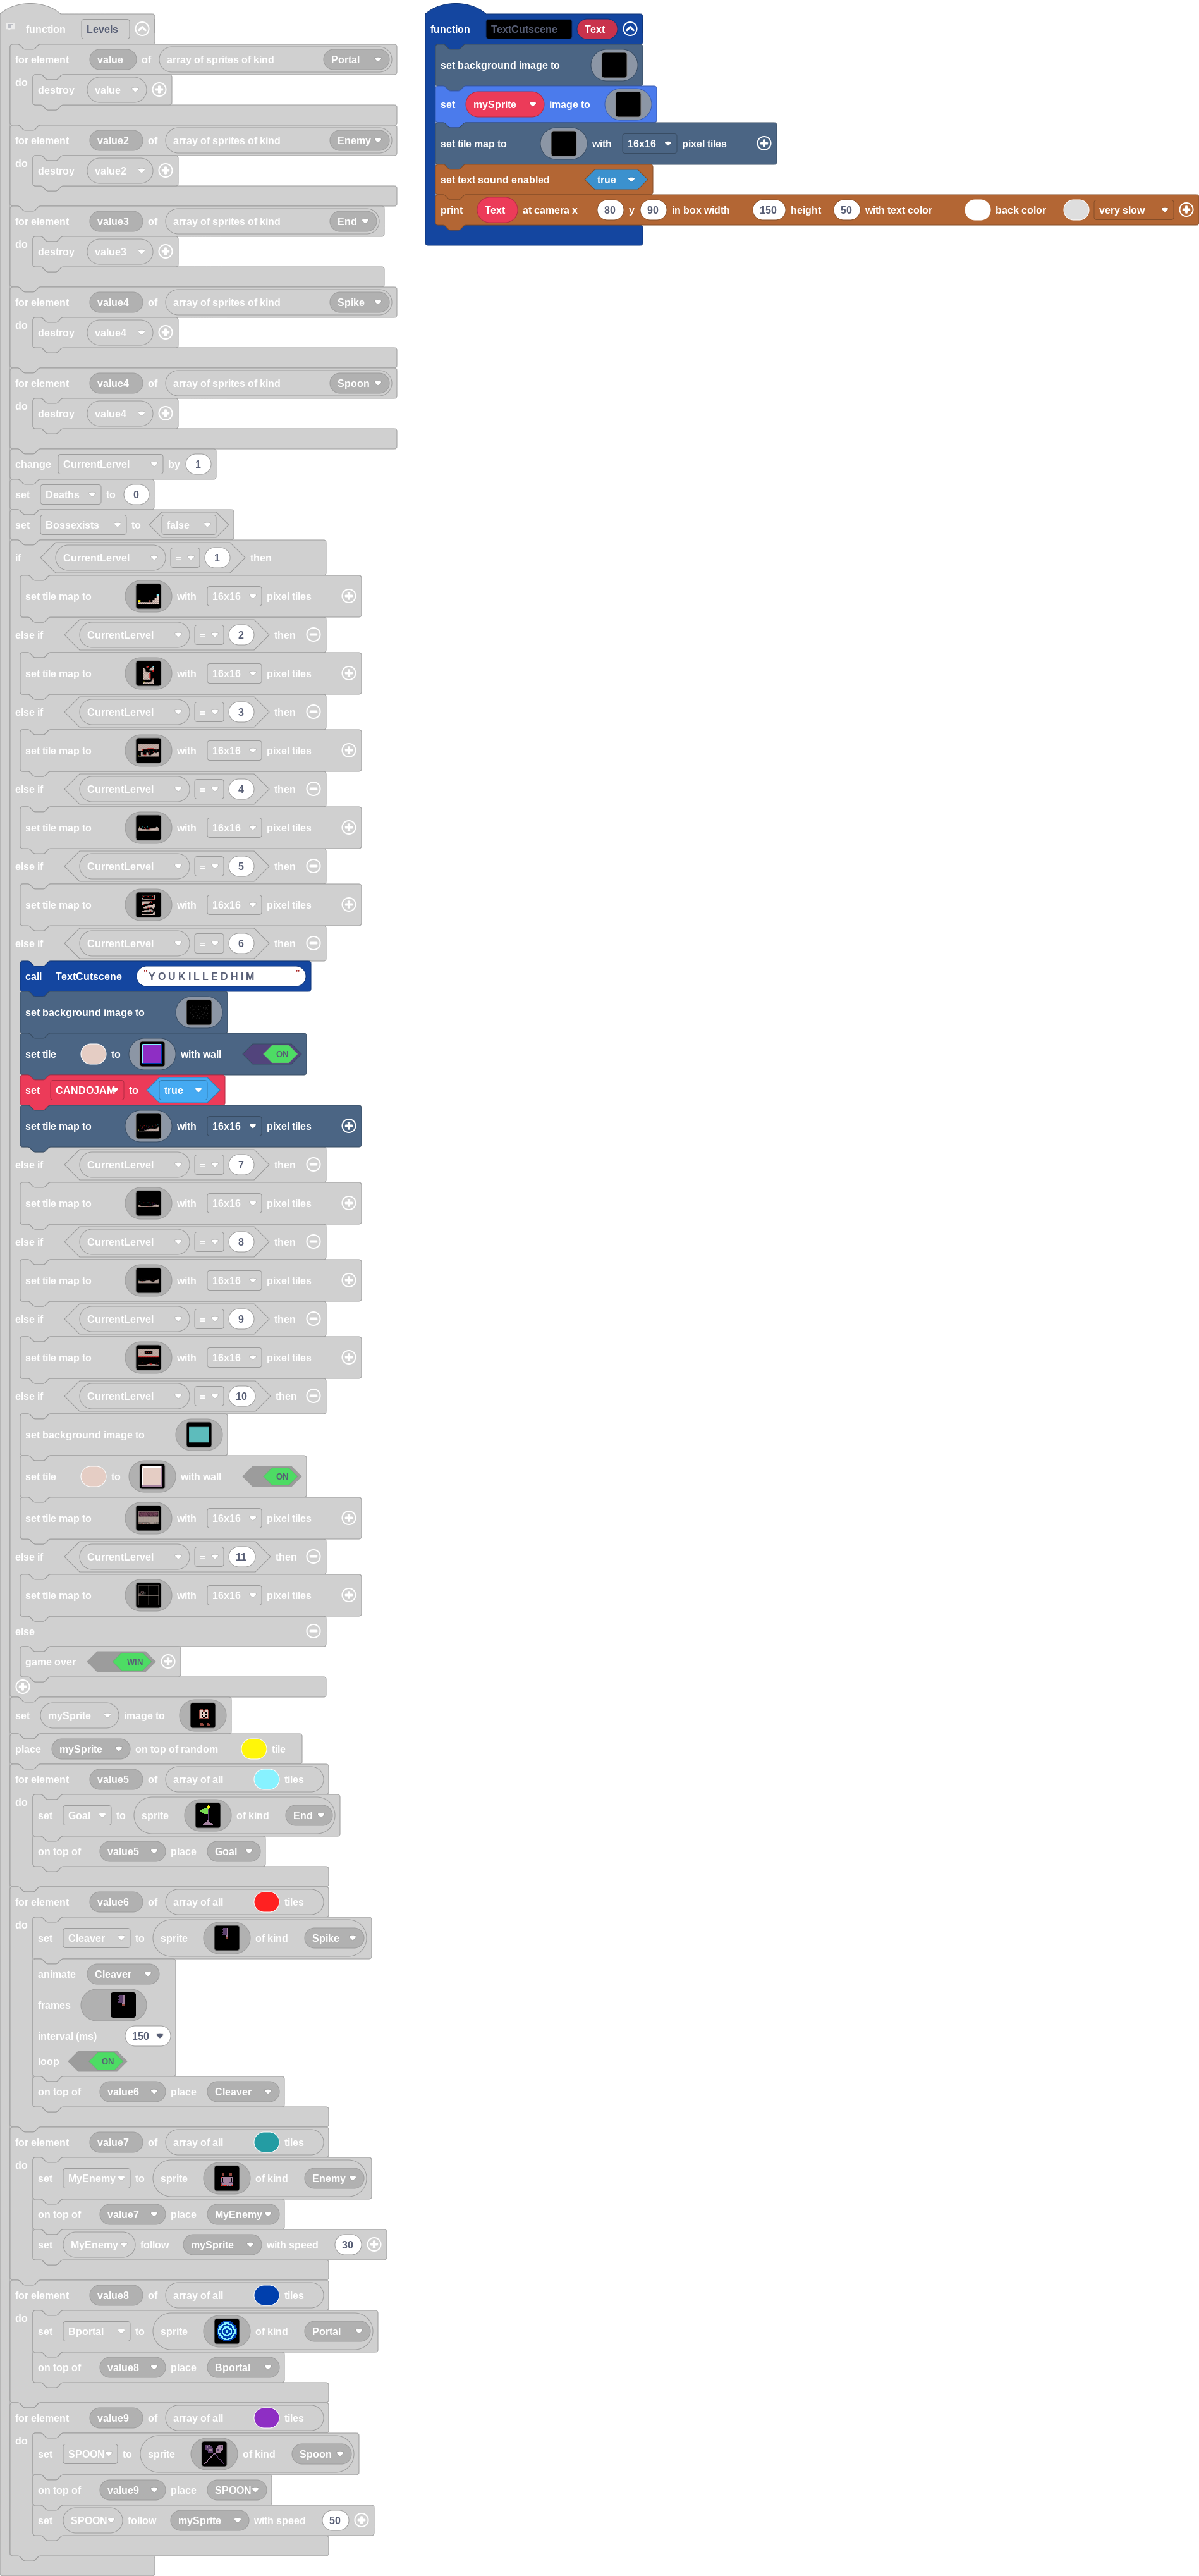 function Levels
for element value of array of sprites of kind Portal
do destroy value
for element value2 of array of sprites of kind Enemy
do destroy value2
for element value3 of array of sprites of kind End
do destroy value3
for element value4 of array of sprites of kind Spike
do destroy value4
for element value4 of array of sprites of kind Spoon
do destroy value4
change CurrentLervel by 1
set Deaths to 0
set Bossexists to false
if CurrentLervel = 1 then
set tile map to with 16x16 pixel tiles
else if CurrentLervel = 2 then
set tile map to with 16x16 pixel tiles
else if CurrentLervel = 3 then
set tile map to with 16x16 pixel tiles
else if CurrentLervel = 4 then
set tile map to with 16x16 pixel tiles
else if CurrentLervel = 5 then
set tile map to with 16x16 pixel tiles
else if CurrentLervel = 6 then
call TextCutscene "Y O U K I L L E D H I M "
set background image to
set tile to with wall ON
set CANDOJAM to true
set tile map to with 16x16 pixel tiles
else if CurrentLervel = 7 then
set tile map to with 16x16 pixel tiles
else if CurrentLervel = 8 then
set tile map to with 16x16 pixel tiles
else if CurrentLervel = 9 then
set tile map to with 16x16 pixel tiles
else if CurrentLervel = 10 then
set background image to
set tile to with wall ON
set tile map to with 16x16 pixel tiles
else if CurrentLervel = 11 then
set tile map to with 16x16 pixel tiles
else
game over WIN
set mySprite image to
place mySprite on top of random tile
for element value5 of array of all tiles
do set Goal to sprite of kind End
on top of value5 place Goal
for element value6 of array of all tiles
do set Cleaver to sprite of kind Spike
animate Cleaver
frames
interval (ms) 150
loop ON
on top of value6 place Cleaver
for element value7 of array of all tiles
do set MyEnemy to sprite of kind Enemy
on top of value7 place MyEnemy
set MyEnemy follow mySprite with speed 30
for element value8 of array of all tiles
do set Bportal to sprite of kind Portal
on top of value8 place Bportal
for element value9 of array of all tiles
do set SPOON to sprite of kind Spoon
on top of value9 place SPOON
set SPOON follow mySprite with speed 50
function TextCutscene Text
set background image to
set mySprite image to
set tile map to with 16x16 pixel tiles
set text sound enabled true
print Text at camera x 80 y 90 in box width 150 height 50 with text color back color very slow